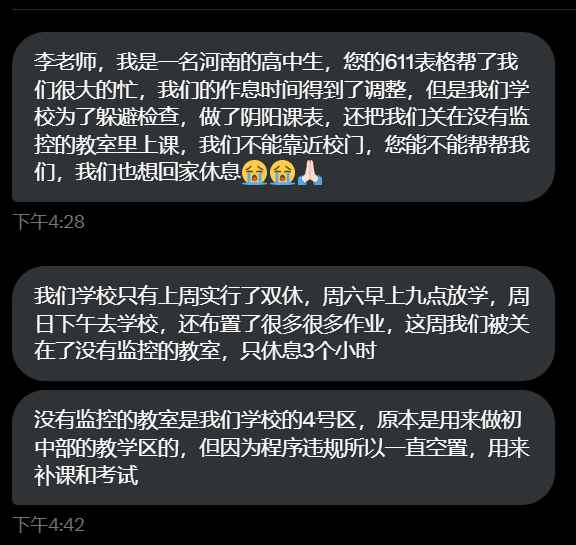 李老师，我是一名河南的高中生，您的611表格帮了我
们很大的忙，我们的作息时间得到了调整，但是我们学
校为了躲避检查，做了阴阳课表，还把我们关在没有监
控的教室里上课，我们不能靠近校门，您能不能帮帮我
们，我们也想回家休息😭😭🙏🏻
下午4:28
我们学校只有上周实行了双休，周六早上九点放学，周
日下午去学校，还布置了很多很多作业，这周我们被关
在了没有监控的教室，只休息3个小时
没有监控的教室是我们学校的4号区，原本是用来做初
中部的教学区的，但因为程序违规所以一直空置，用来
补课和考试
下午4:42